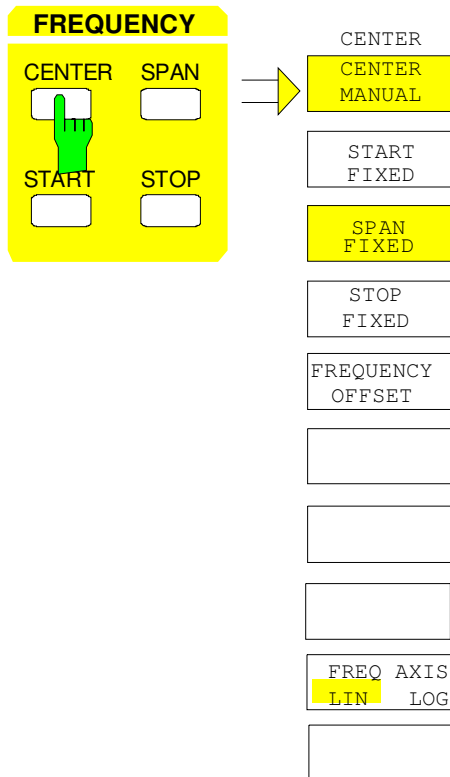 FREQUENCY
CENTER SPAN
START STOP
CENTER
CENTER
MANUAL
START
FIXED
SPAN
FIXED
STOP
FIXED
FREQUENCY
OFFSET
FREQ AXIS
LIN LOG